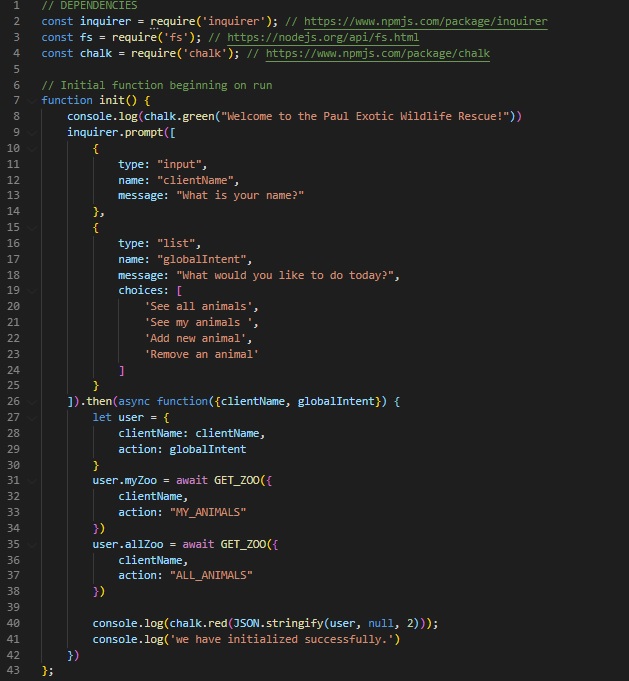 1 // DEPENDENCIES
2 const inquirer = require('inquirer'); // https://www.npmjs.com/package/inquirer
3 const fs = require('fs'); // https://nodejs.org/api/fs.html
4 const chalk = require('chalk'); // https://www.npmjs.com/package/chalk
5
6 // Initial function beginning on run
7 function init() {
8     console.log(chalk.green("Welcome to the Paul Exotic Wildlife Rescue!"))
9     inquirer.prompt([
10         {
11             type: "input",
12             name: "clientName",
13             message: "What is your name?"
14         },
15         {
16             type: "list",
17             name: "globalIntent",
18             message: "What would you like to do today?",
19             choices: [
20                 'See all animals',
21                 'See my animals ',
22                 'Add new animal',
23                 'Remove an animal'
24             ]
25         }
26     ]).then(async function({clientName, globalIntent}) {
27         let user = {
28             clientName: clientName,
29             action: globalIntent
30         }
31         user.myZoo = await GET_ZOO({
32             clientName,
33             action: "MY_ANIMALS"
34         })
35         user.allZoo = await GET_ZOO({
36             clientName,
37             action: "ALL_ANIMALS"
38         })
39
40         console.log(chalk.red(JSON.stringify(user, null, 2)));
41         console.log('we have initialized successfully.')
42     })
43 };